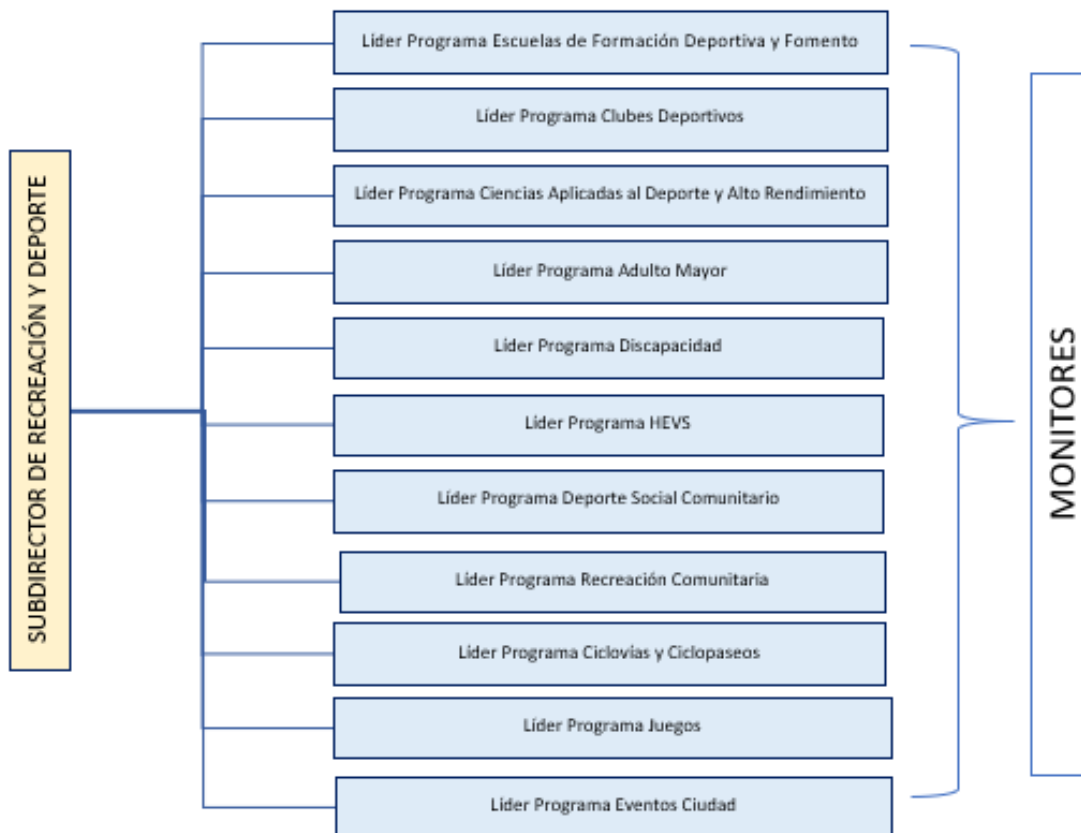 SUBDIRECTOR DE RECREACIÓN Y DEPORTE
Líder Programa Escuelas de Formación Deportiva y Fomento
Líder Programa Clubes Deportivos
Líder Programa Ciencias Aplicadas al Deporte y Alto Rendimiento
Líder Programa Adulto Mayor
Líder Programa Discapacidad
Líder Programa HEVS
Líder Programa Deporte Social Comunitario
Líder Programa Recreación Comunitaria
Líder Programa Ciclovías y Ciclopaseos
Líder Programa Juegos
Líder Programa Eventos Ciudad
MONITORES